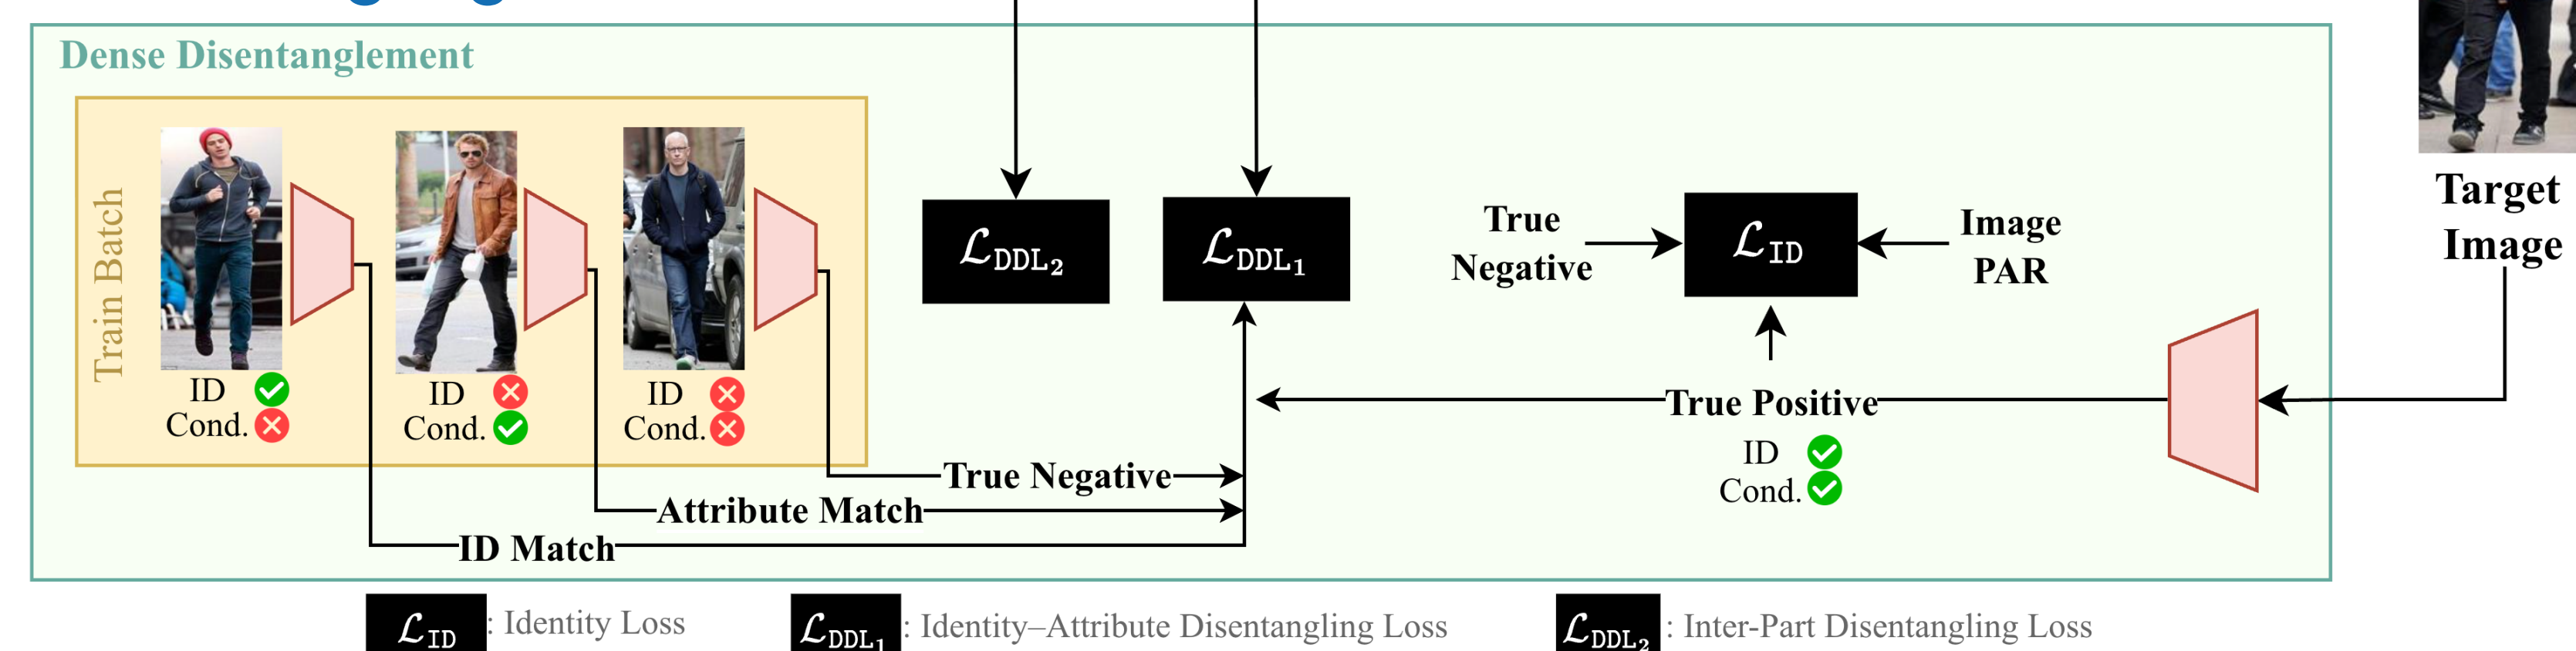 Dense Disentanglement
Train Batch
ID
Cond.
ID
Cond.
ID
Cond.
True Negative
Attribute Match
ID Match
ℒDDL₂
ℒDDL₁
True
Negative
ℒID
Image
PAR
True Positive
ID
Cond.
Target
Image
ℒID : Identity Loss
ℒDDL₁ : Identity–Attribute Disentangling Loss
ℒDDL₂ : Inter-Part Disentangling Loss